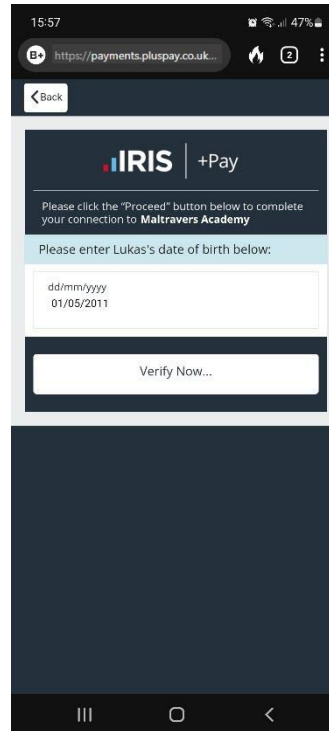 15:57
47%
B+ https://payments.pluspay.co.uk... 2
Back
IRIS +Pay
Please click the "Proceed" button below to complete
your connection to Maltravers Academy
Please enter Lukas's date of birth below:
dd/mm/yyyy
01/05/2011
Verify Now...